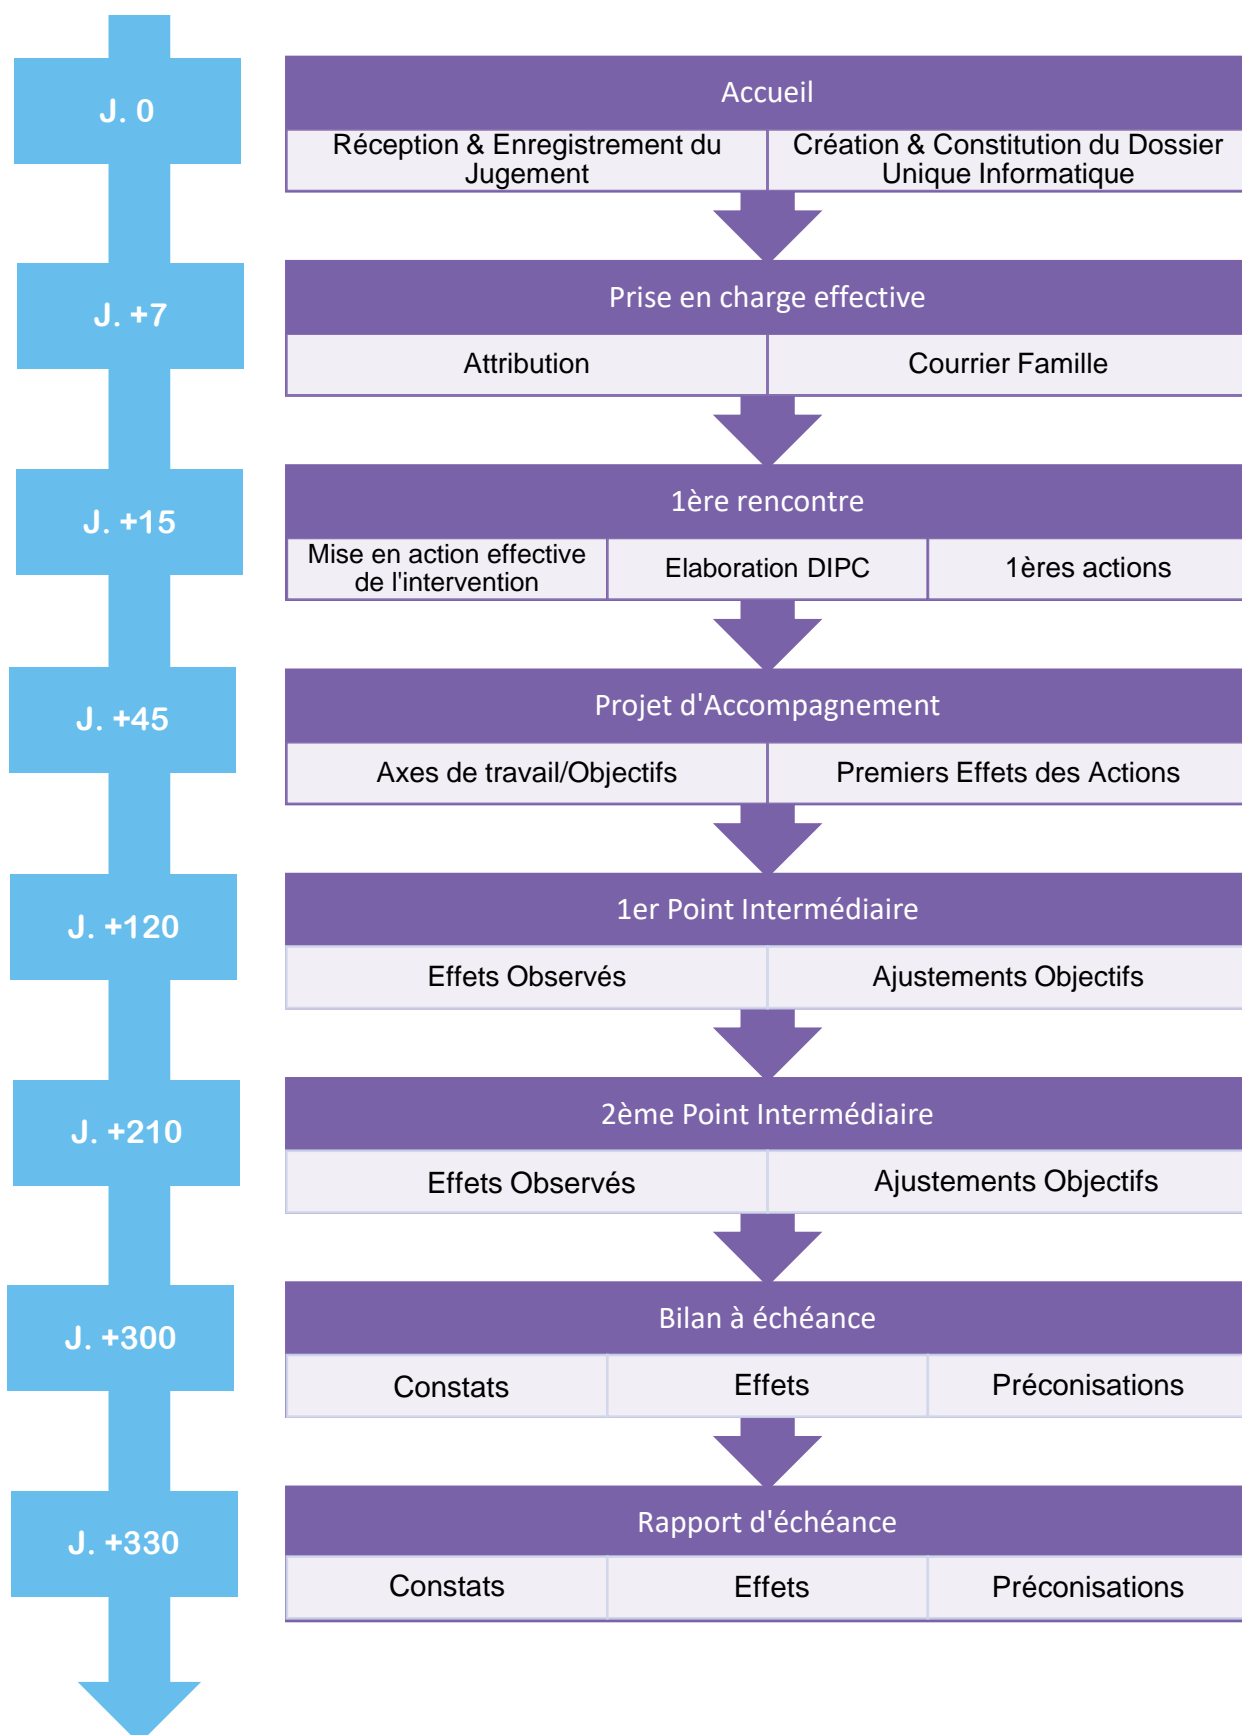 J. 0
Accueil
Réception & Enregistrement du
Jugement
Création & Constitution du Dossier
Unique Informatique
J. +7
Prise en charge effective
Attribution
Courrier Famille
J. +15
1ère rencontre
Mise en action effective
de l'intervention
Elaboration DIPC
1ères actions
J. +45
Projet d'Accompagnement
Axes de travail/Objectifs
Premiers Effets des Actions
J. +120
1er Point Intermédiaire
Effets Observés
Ajustements Objectifs
J. +210
2ème Point Intermédiaire
Effets Observés
Ajustements Objectifs
J. +300
Bilan à échéance
Constats
Effets
Préconisations
J. +330
Rapport d'échéance
Constats
Effets
Préconisations